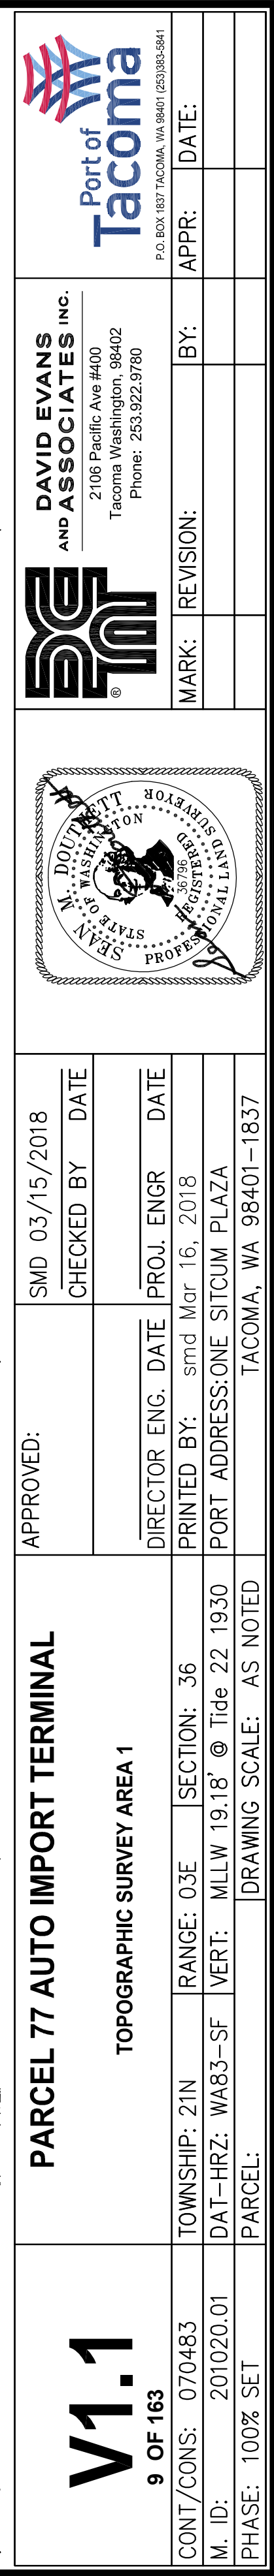 Port of
Tacoma
P.O. BOX 1837 TACOMA, WA 98401 (253)383-5841
DAVID EVANS
AND ASSOCIATES INC.
2106 Pacific Ave #400
Tacoma Washington, 98402
Phone: 253.922.9780
®
MARK: REVISION: BY: APPR: DATE:
SEAN M. DOUTHETT
STATE OF WASHINGTON
36796
REGISTERED
PROFESSIONAL LAND SURVEYOR
APPROVED:
SMD 03/15/2018
CHECKED BY DATE
DIRECTOR ENG. DATE PROJ. ENGR DATE
PRINTED BY: smd Mar 16, 2018
PORT ADDRESS:ONE SITCUM PLAZA
TACOMA, WA 98401-1837
PARCEL 77 AUTO IMPORT TERMINAL
TOPOGRAPHIC SURVEY AREA 1
TOWNSHIP: 21N RANGE: 03E SECTION: 36
DAT-HRZ: WA83-SF VERT: MLLW 19.18' @ Tide 22 1930
PARCEL: DRAWING SCALE: AS NOTED
V1.1
9 OF 163
CONT/CONS: 070483
M. ID: 201020.01
PHASE: 100% SET